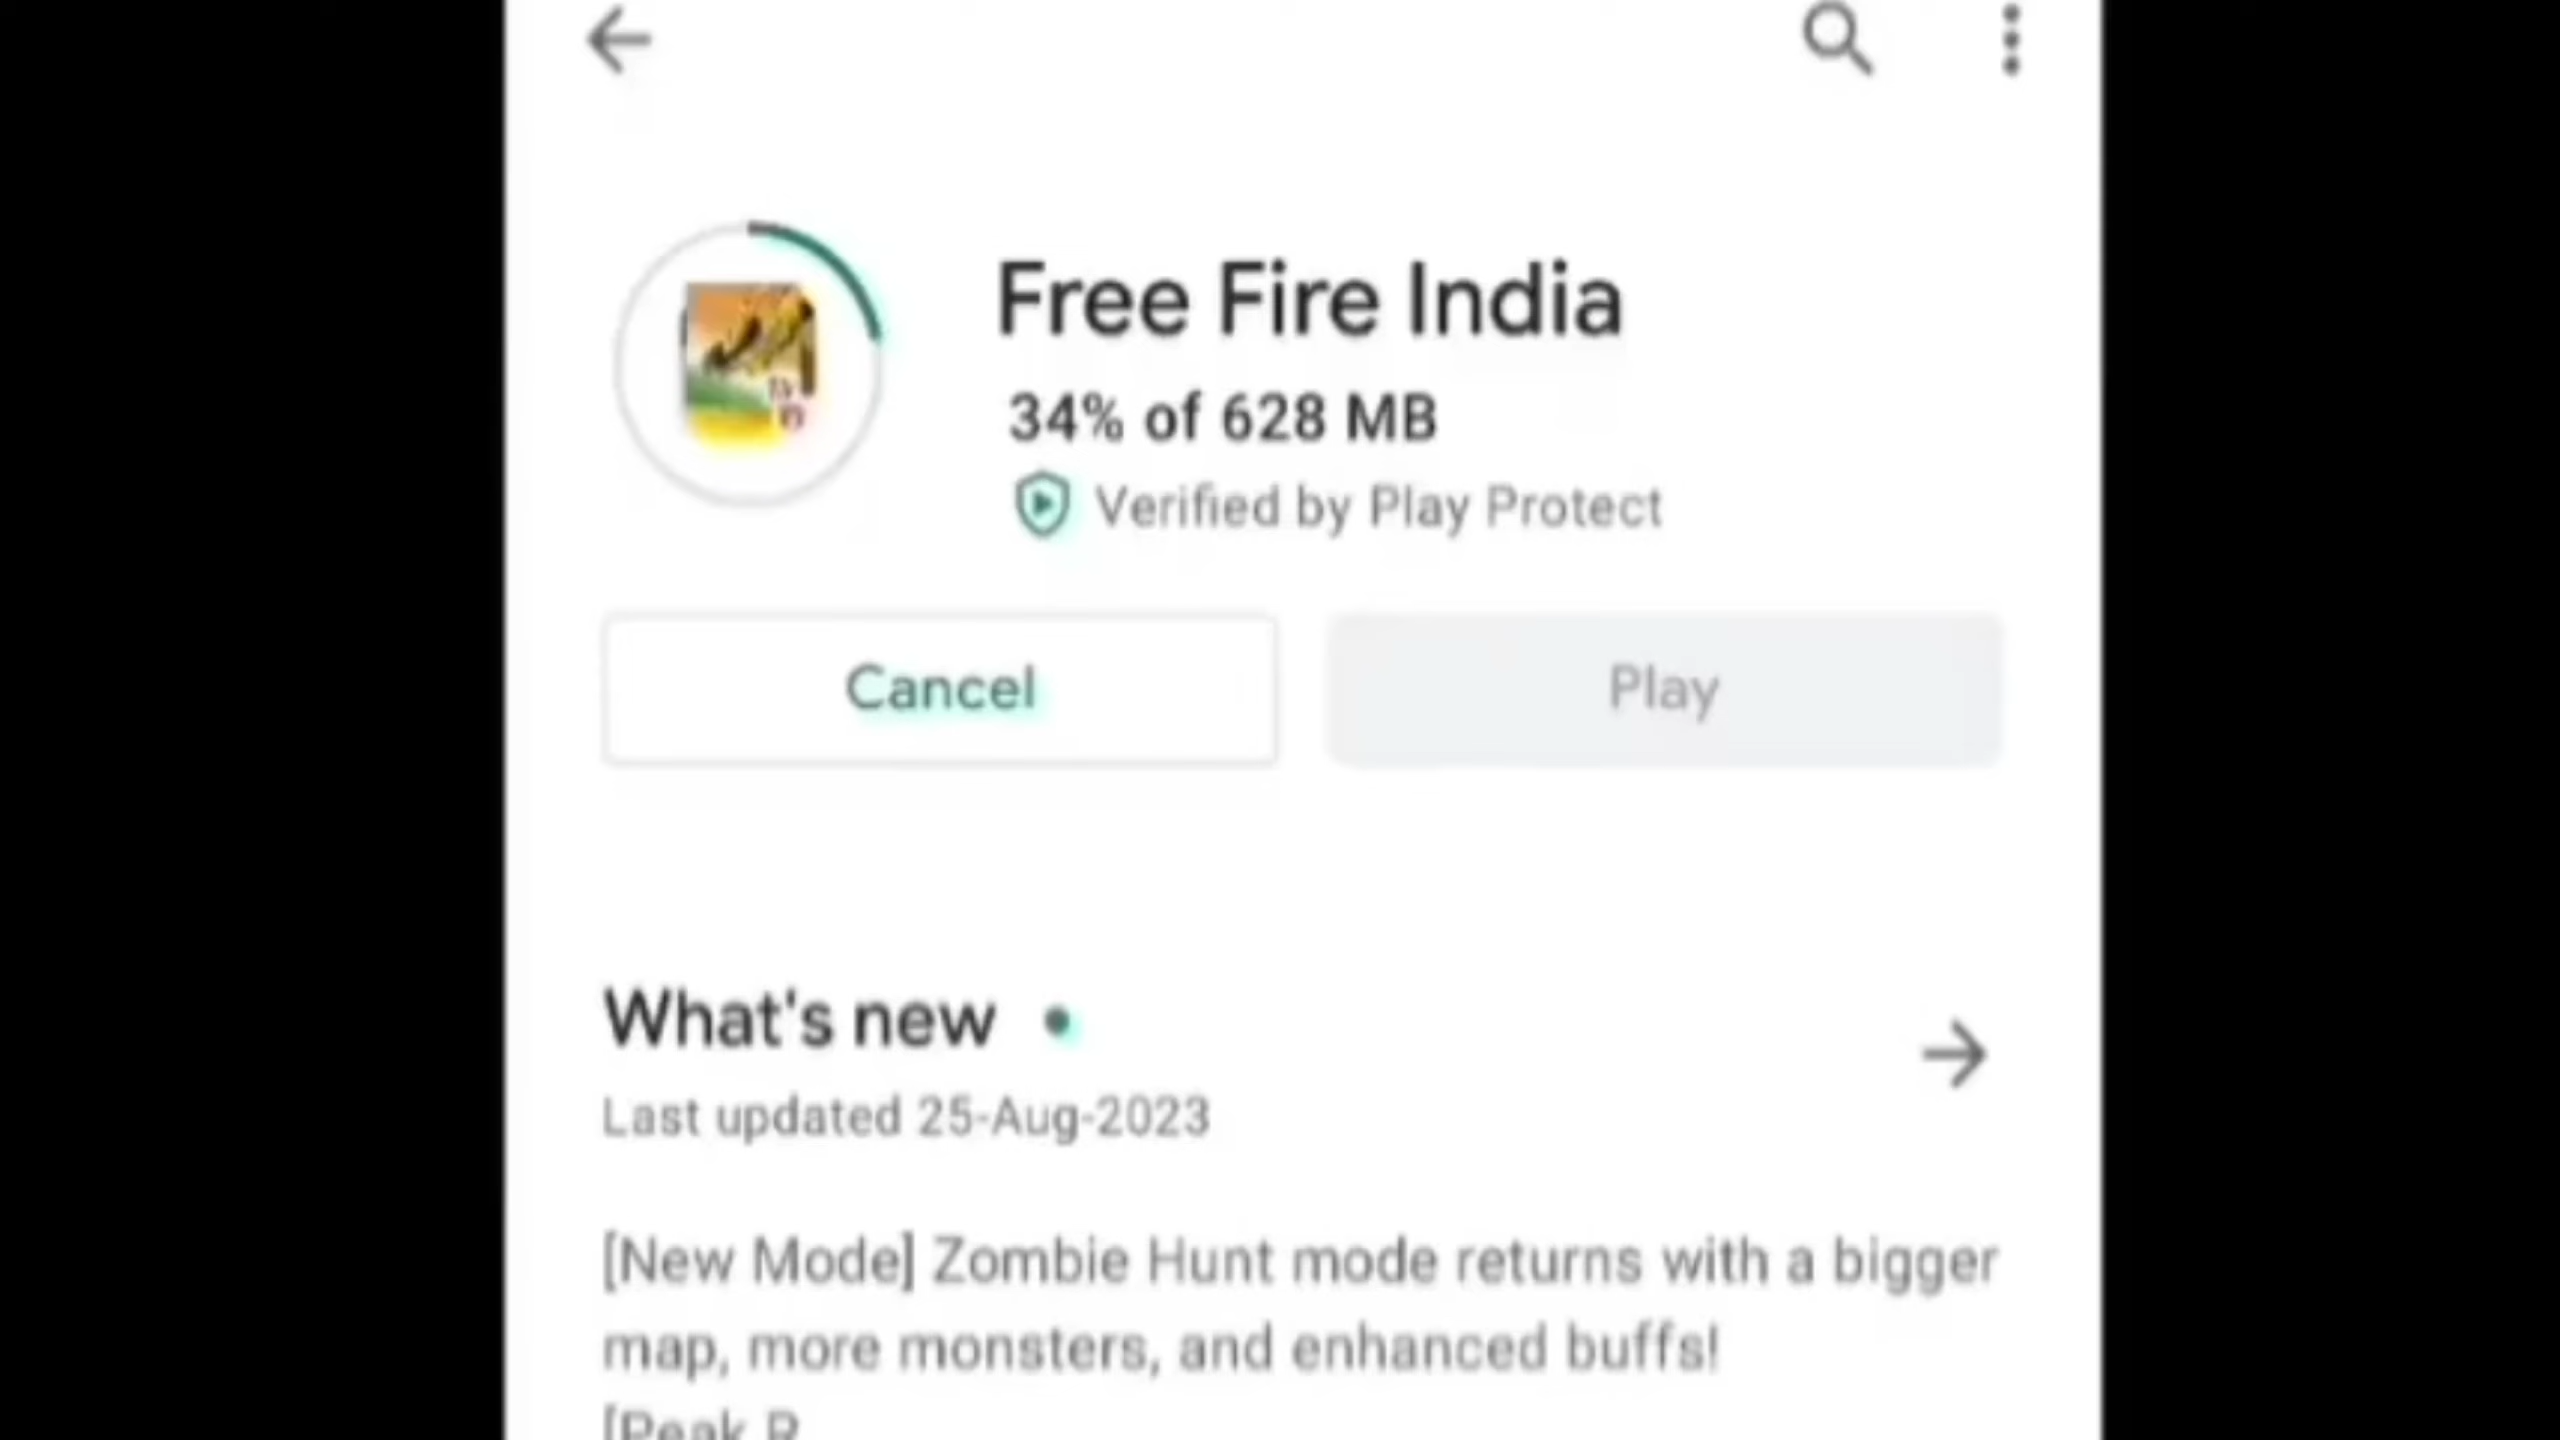 Free Fire India
34% of 628 MB
Verified by Play Protect
Cancel
Play
What's new
Last updated 25-Aug-2023
[New Mode] Zombie Hunt mode returns with a bigger
map, more monsters, and enhanced buffs!
[Peak R